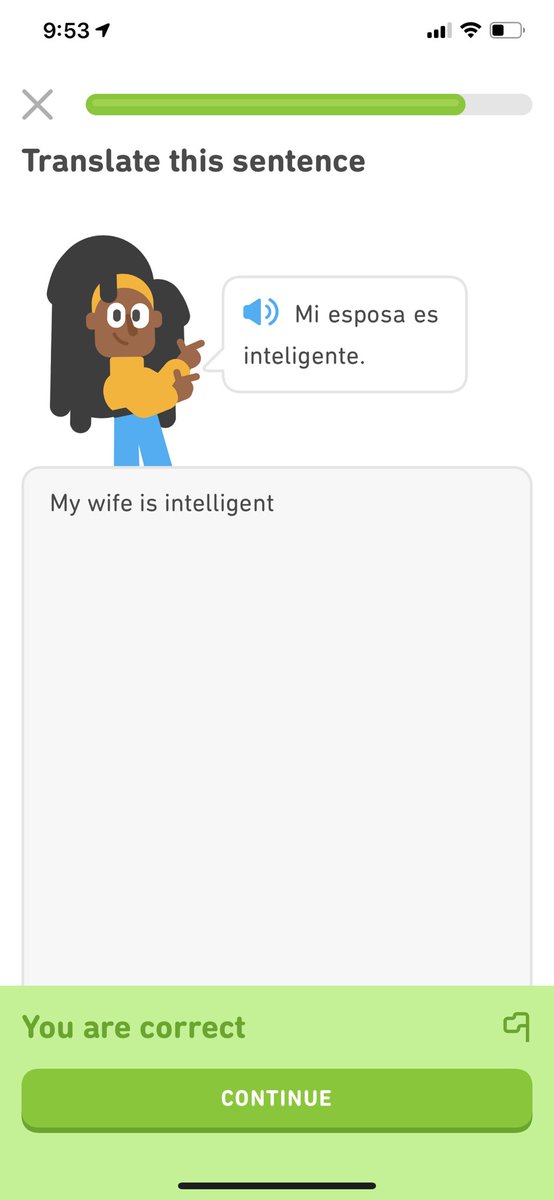 9:53
Translate this sentence
Mi esposa es
inteligente.
My wife is intelligent
You are correct
CONTINUE